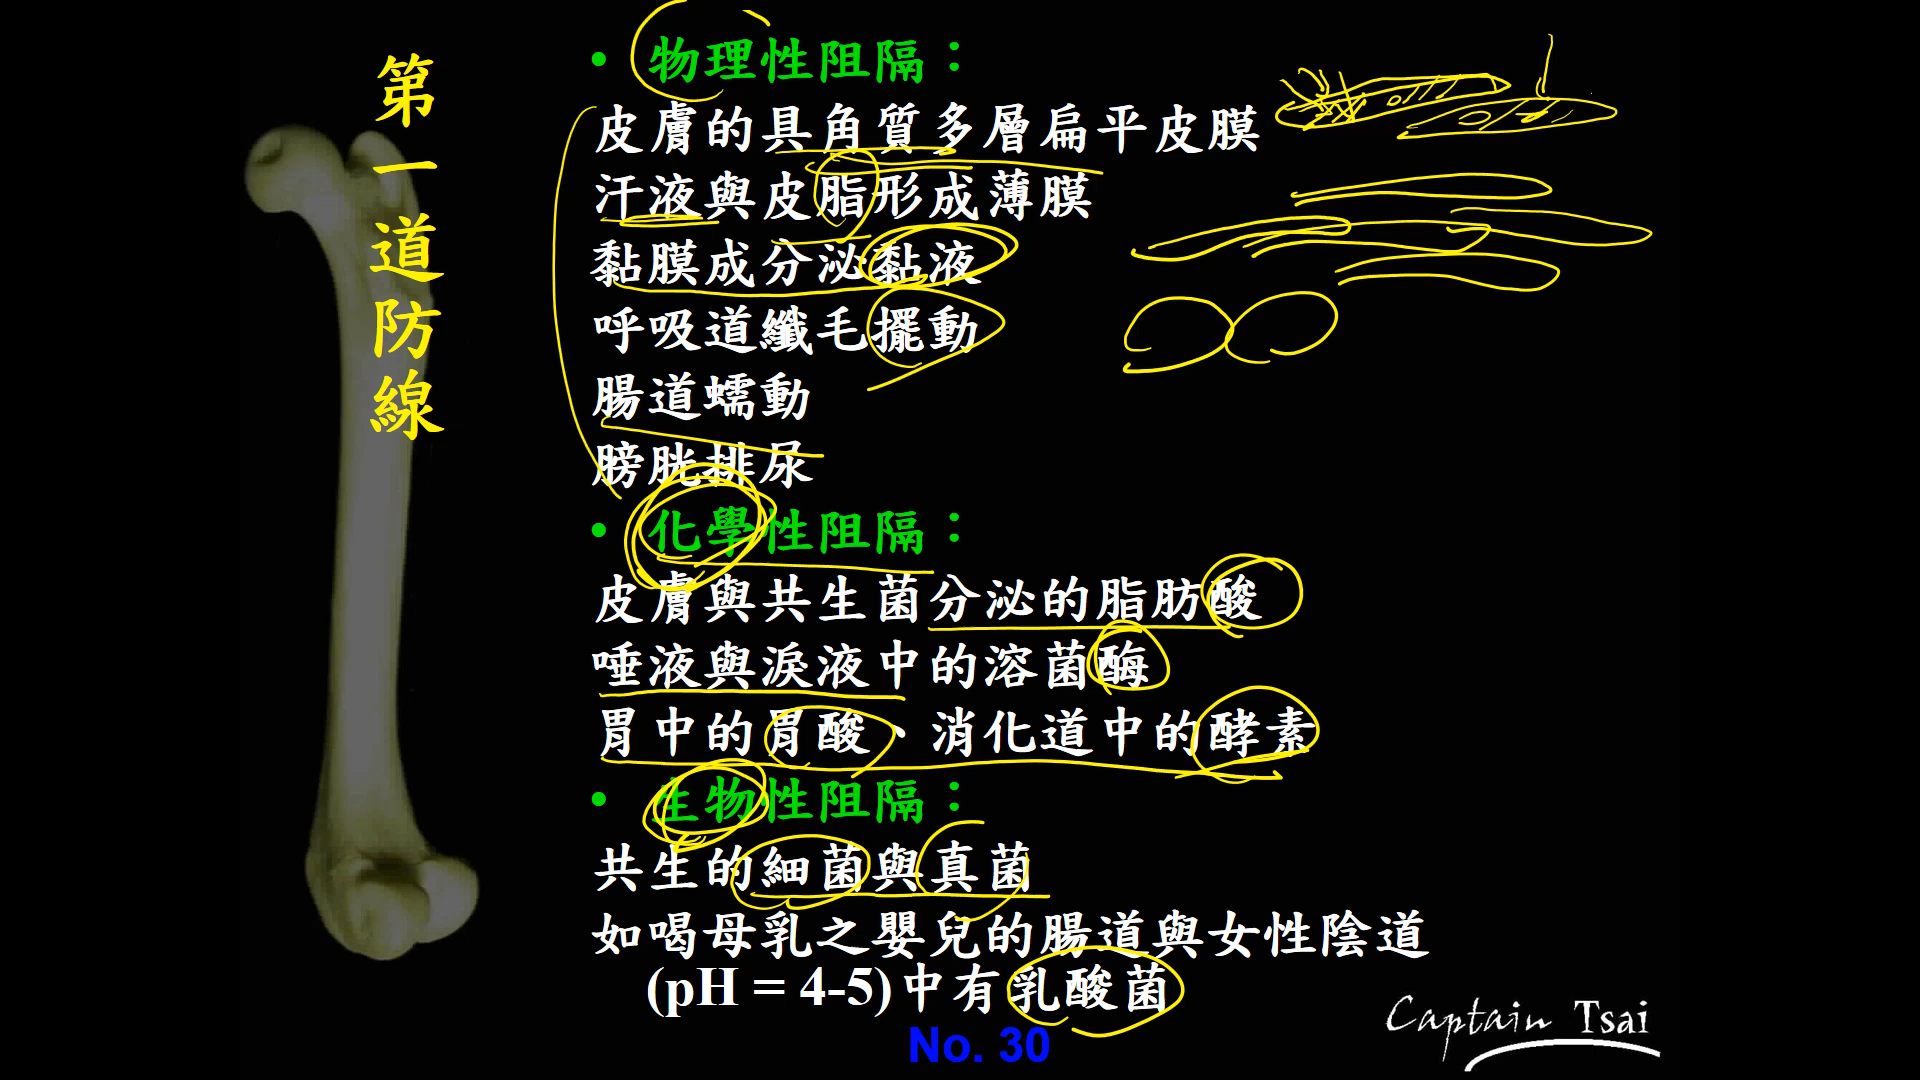 第一道防線
• 物理性阻隔：
皮膚的具角質多層扁平皮膜
汗液與皮脂形成薄膜
黏膜成分泌黏液
呼吸道纖毛擺動
腸道蠕動
膀胱排尿
• 化學性阻隔：
皮膚與共生菌分泌的脂肪酸
唾液與淚液中的溶菌酶
胃中的胃酸、消化道中的酵素
• 生物性阻隔：
共生的細菌與真菌
如喝母乳之嬰兒的腸道與女性陰道
(pH = 4-5)中有乳酸菌
No. 30
Captain Tsai